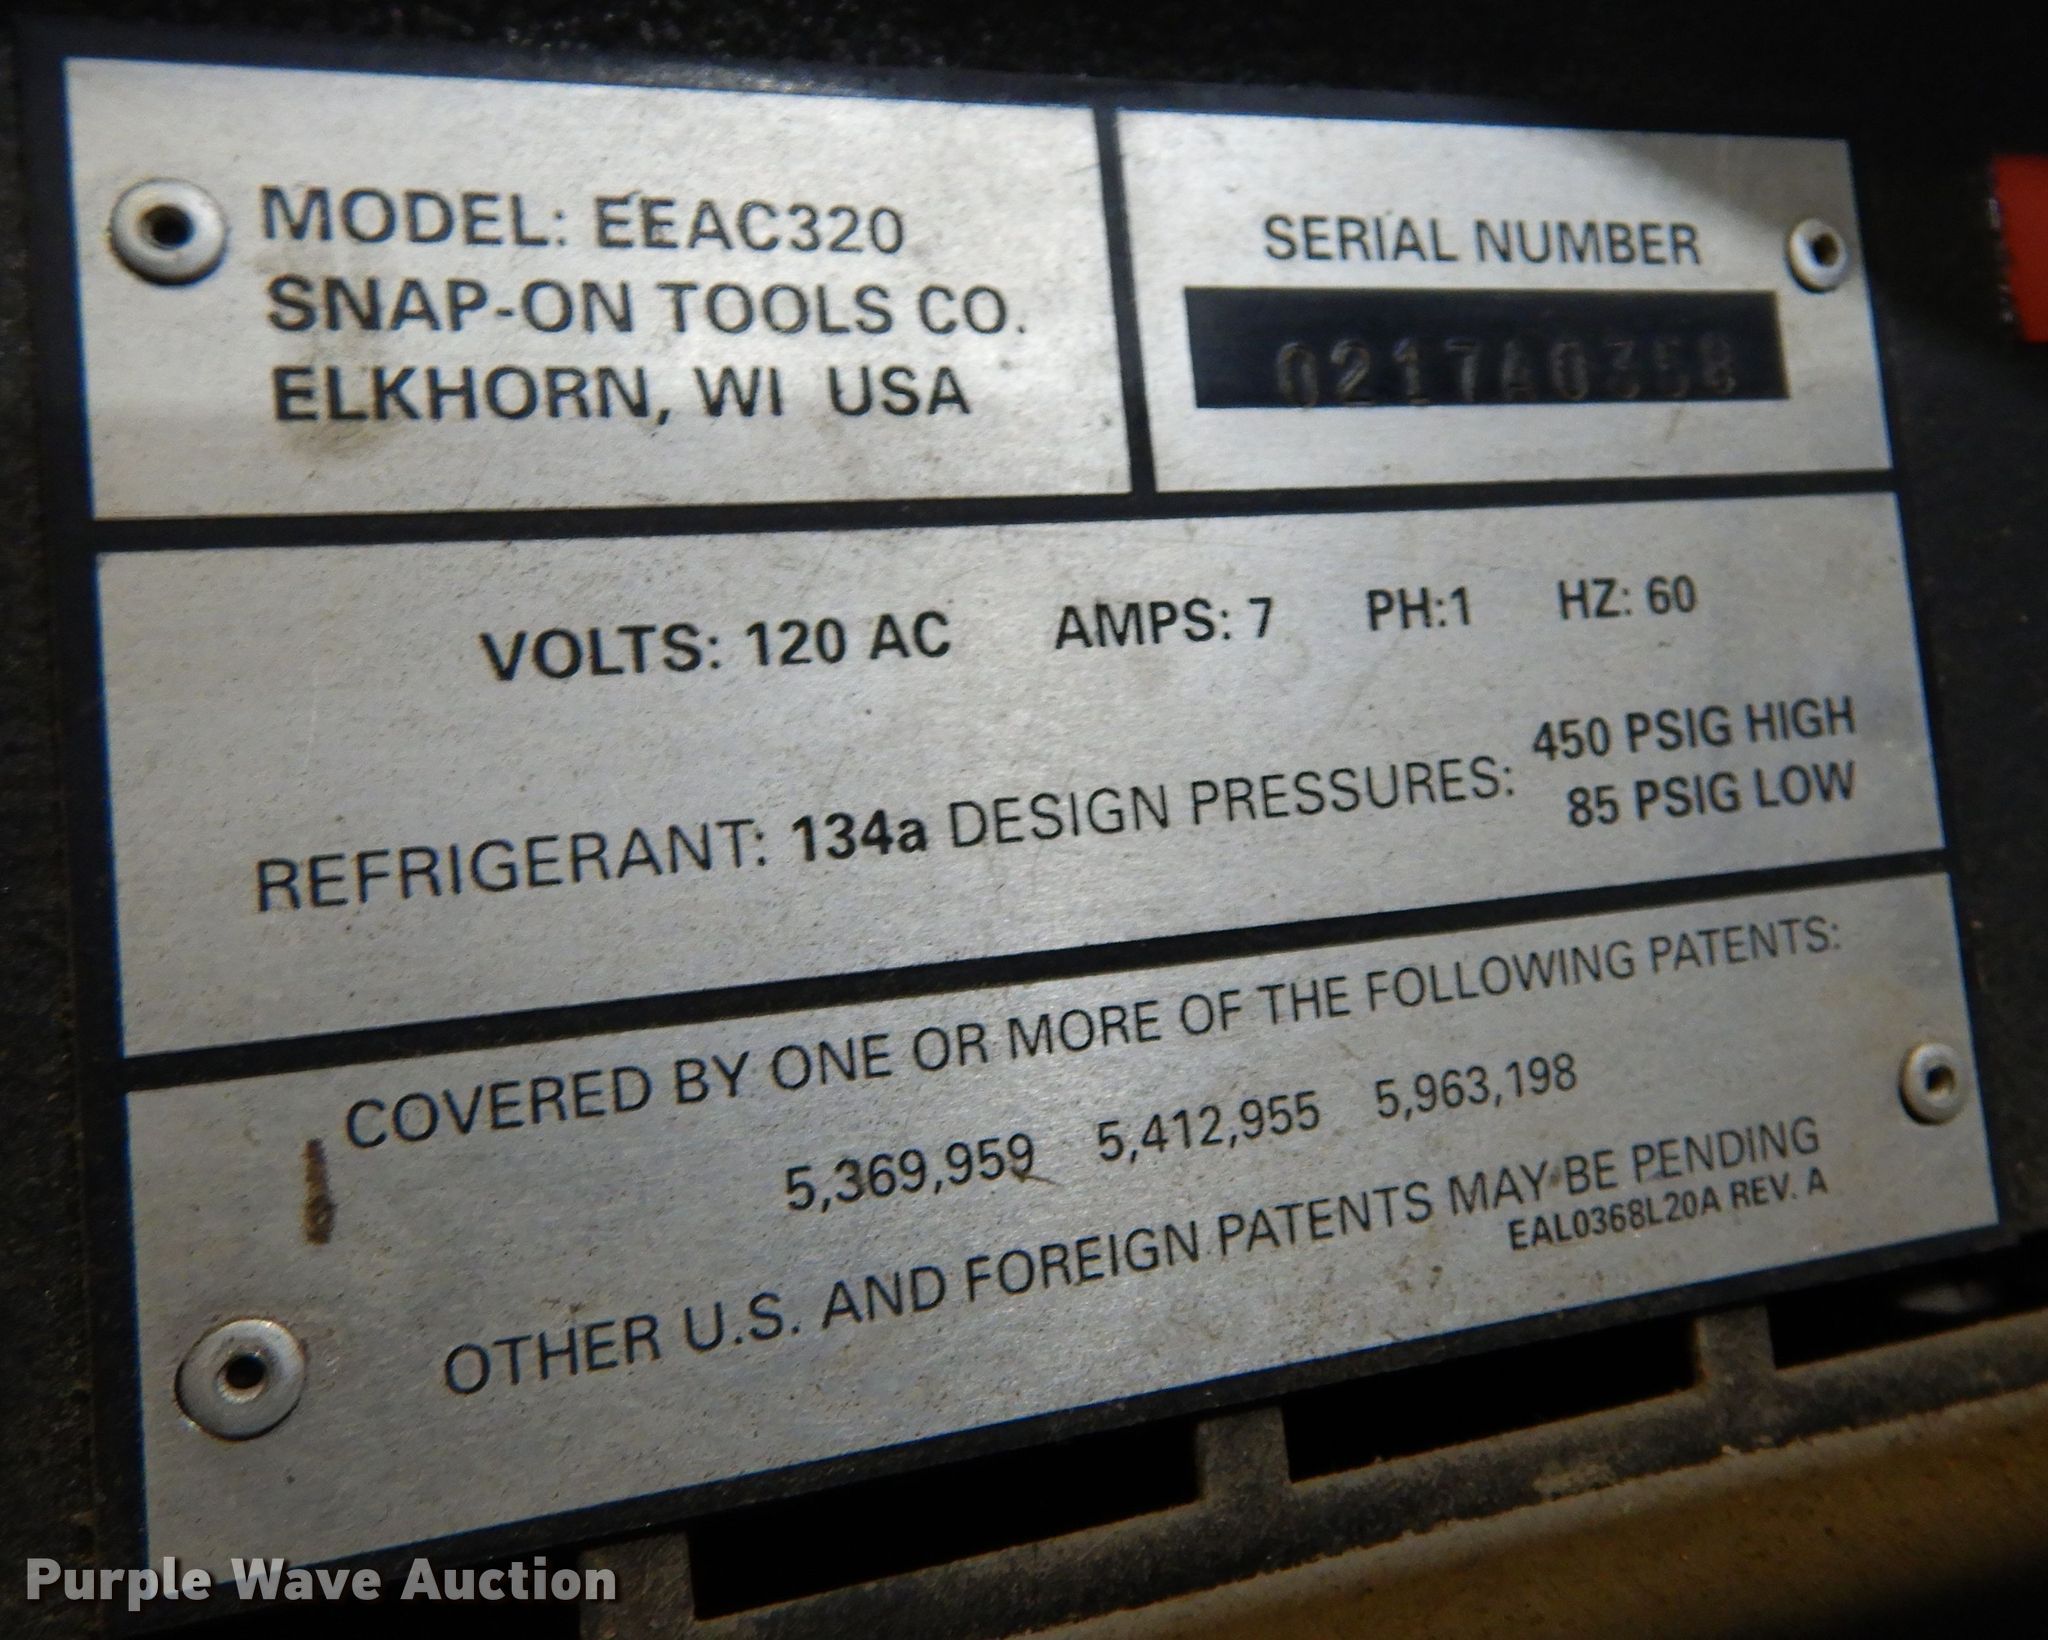 MODEL: EEAC320
SNAP-ON TOOLS CO.
ELKHORN, WI USA
SERIAL NUMBER
0217A0358
VOLTS: 120 AC AMPS: 7 PH:1 HZ: 60
REFRIGERANT: 134a DESIGN PRESSURES: 450 PSIG HIGH
85 PSIG LOW
COVERED BY ONE OR MORE OF THE FOLLOWING PATENTS:
5,369,959 5,412,955 5,963,198
OTHER U.S. AND FOREIGN PATENTS MAY BE PENDING
EAL0368L20A REV. A
Purple Wave Auction